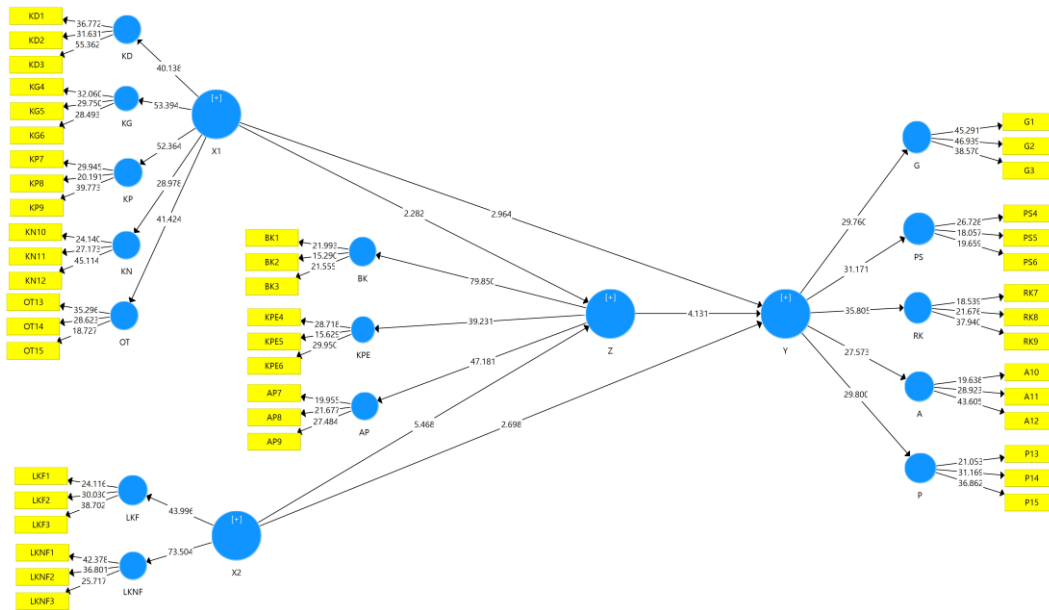 KD1
KD2
KD3
36.772
31.631
55.362
KD
40.138
KG4
KG5
KG6
32.060
29.750
28.493
KG
53.394
[+]
X1
KP7
KP8
KP9
29.945
20.191
39.773
KP
52.364
28.978
41.424
KN10
KN11
KN12
24.140
27.173
45.114
KN
OT13
OT14
OT15
35.296
28.623
18.727
OT
2.282
2.964
BK1
BK2
BK3
21.993
15.290
21.555
BK
79.850
KPE4
KPE5
KPE6
28.718
15.629
29.950
KPE
39.231
AP7
AP8
AP9
19.955
21.677
27.484
AP
47.181
[+]
Z
4.131
[+]
Y
5.468
2.698
LKF1
LKF2
LKF3
24.116
30.030
38.702
LKF
43.996
LKNF1
LKNF2
LKNF3
42.378
36.801
25.717
LKNF
73.504
[+]
X2
29.760
G
45.291
46.939
38.570
G1
G2
G3
31.171
PS
26.728
18.057
19.659
PS4
PS5
PS6
35.805
RK
18.539
21.676
37.940
RK7
RK8
RK9
27.573
A
19.638
28.923
43.605
A10
A11
A12
29.800
P
21.053
31.169
36.862
P13
P14
P15